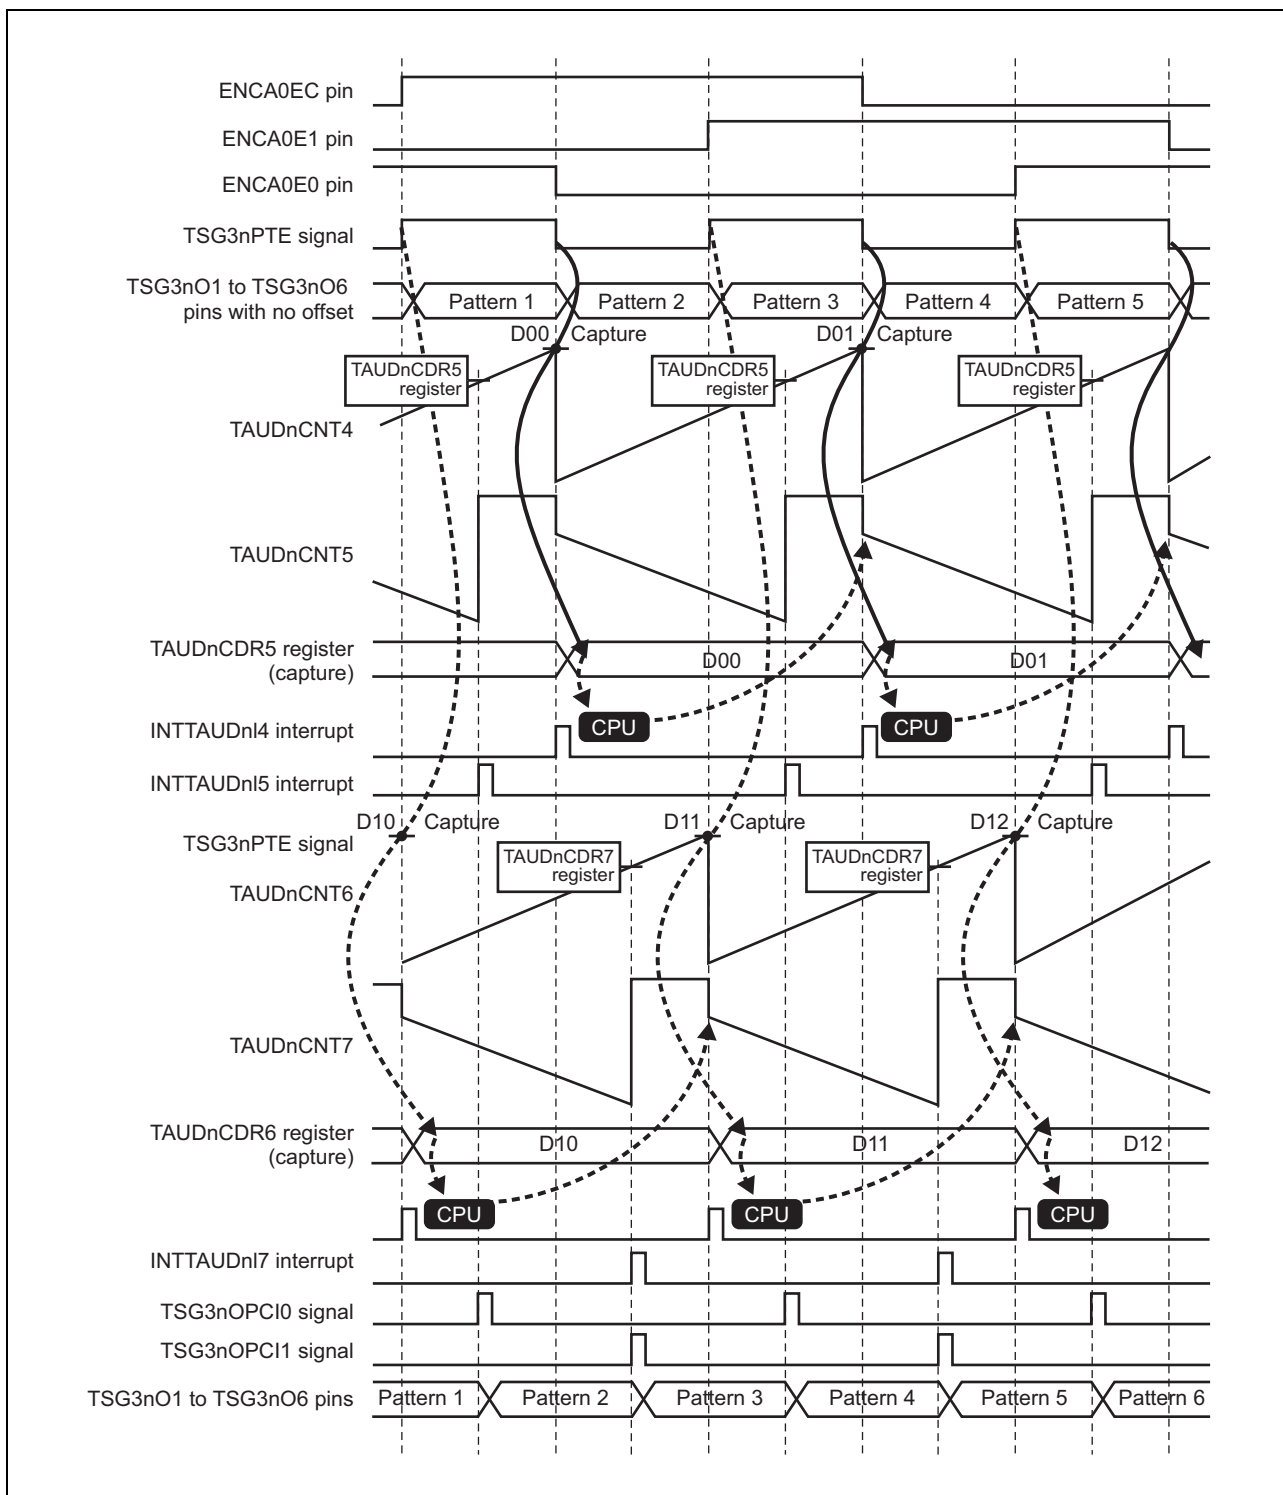 ENCA0EC pin
ENCA0E1 pin
ENCA0E0 pin
TSG3nPTE signal
TSG3nO1 to TSG3nO6
pins with no offset
Pattern 1
Pattern 2
Pattern 3
Pattern 4
Pattern 5
D00
Capture
D01
Capture
TAUDnCDR5
register
TAUDnCDR5
register
TAUDnCDR5
register
TAUDnCNT4
TAUDnCNT5
TAUDnCDR5 register
(capture)
D00
D01
CPU
CPU
INTTAUDnI4 interrupt
INTTAUDnI5 interrupt
D10
Capture
D11
Capture
D12
Capture
TSG3nPTE signal
TAUDnCDR7
register
TAUDnCDR7
register
TAUDnCNT6
TAUDnCNT7
TAUDnCDR6 register
(capture)
D10
D11
D12
CPU
CPU
CPU
INTTAUDnI7 interrupt
TSG3nOPCI0 signal
TSG3nOPCI1 signal
TSG3nO1 to TSG3nO6 pins
Pattern 1
Pattern 2
Pattern 3
Pattern 4
Pattern 5
Pattern 6